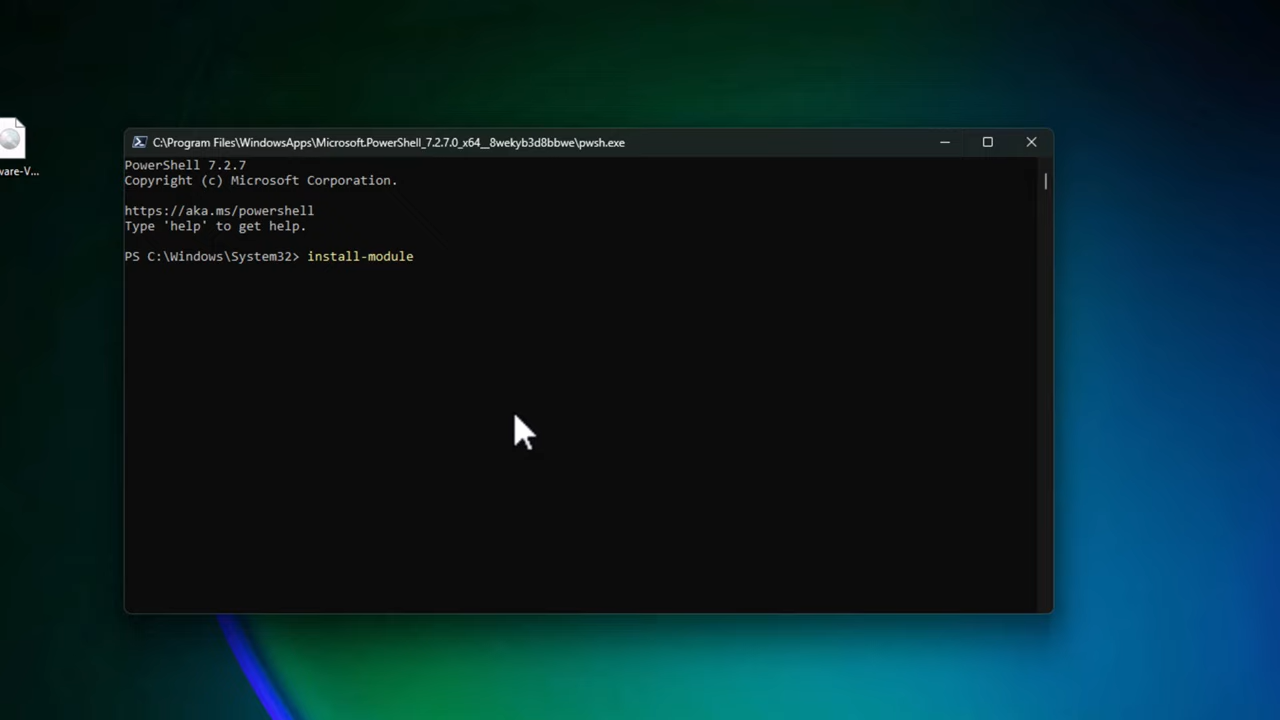 ware-V...
C:\Program Files\WindowsApps\Microsoft.PowerShell_7.2.7.0_x64__8wekyb3d8bbwe\pwsh.exe
PowerShell 7.2.7
Copyright (c) Microsoft Corporation.
https://aka.ms/powershell
Type 'help' to get help.
PS C:\Windows\System32> install-module